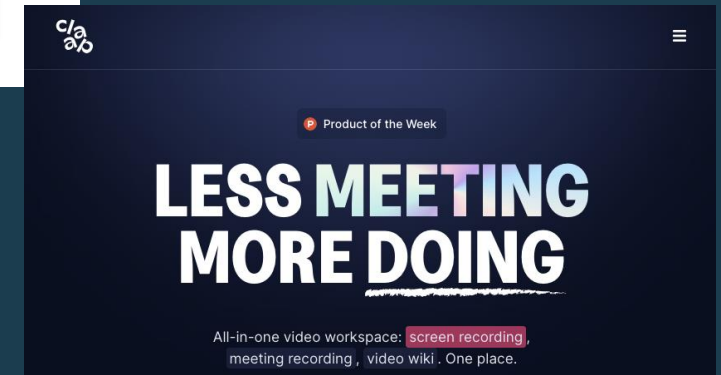 claap
Product of the Week
LESS MEETING
MORE DOING
All-in-one video workspace: screen recording,
meeting recording, video wiki. One place.